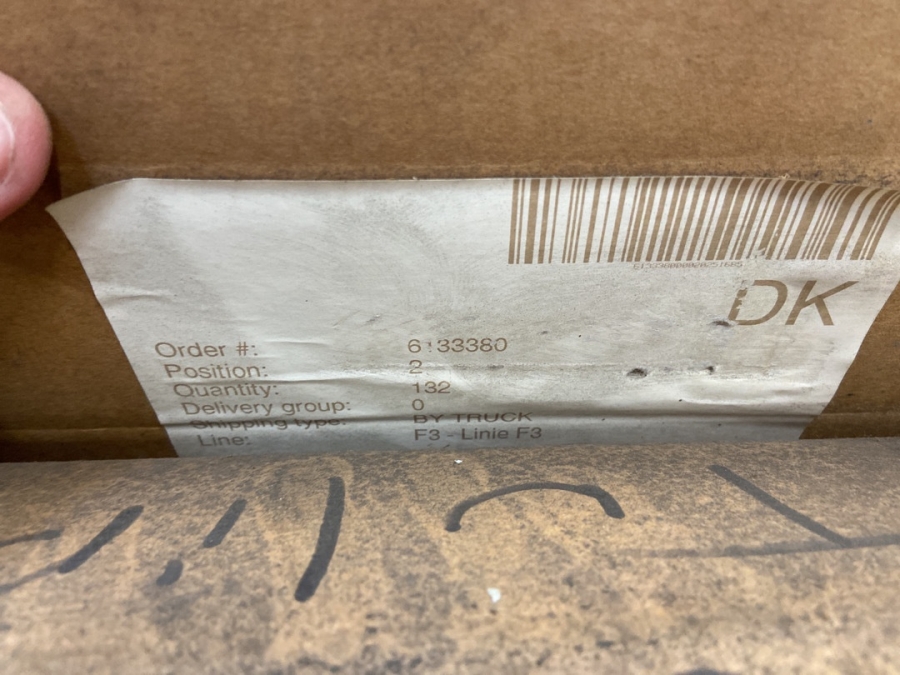 DK
Order #: 6133380
Position: 2
Quantity: 132
Delivery group: 0
Shipping type: BY TRUCK
Line: F3 - Linie F3